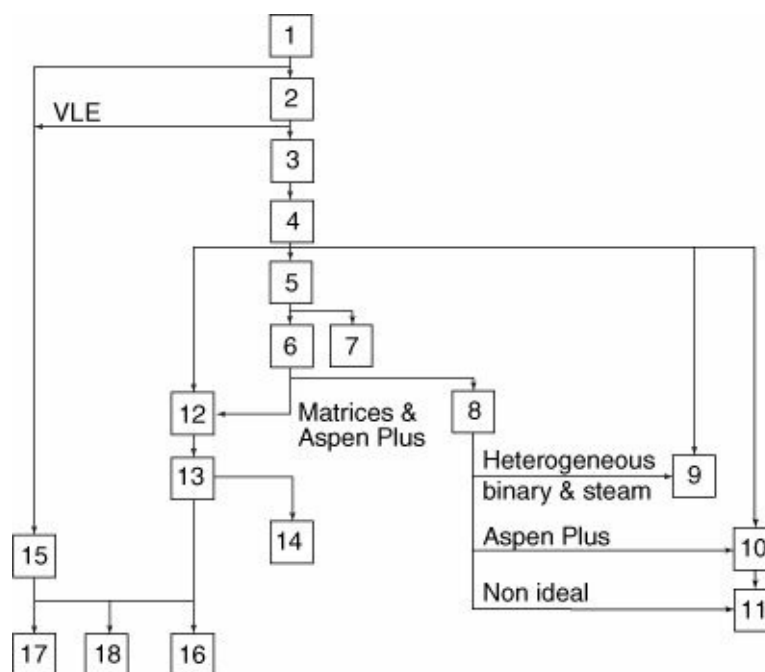 1
2
VLE
3
4
5
6
7
12
Matrices &
Aspen Plus
8
13
Heterogeneous
binary & steam
9
14
15
Aspen Plus
10
Non ideal
11
17
18
16